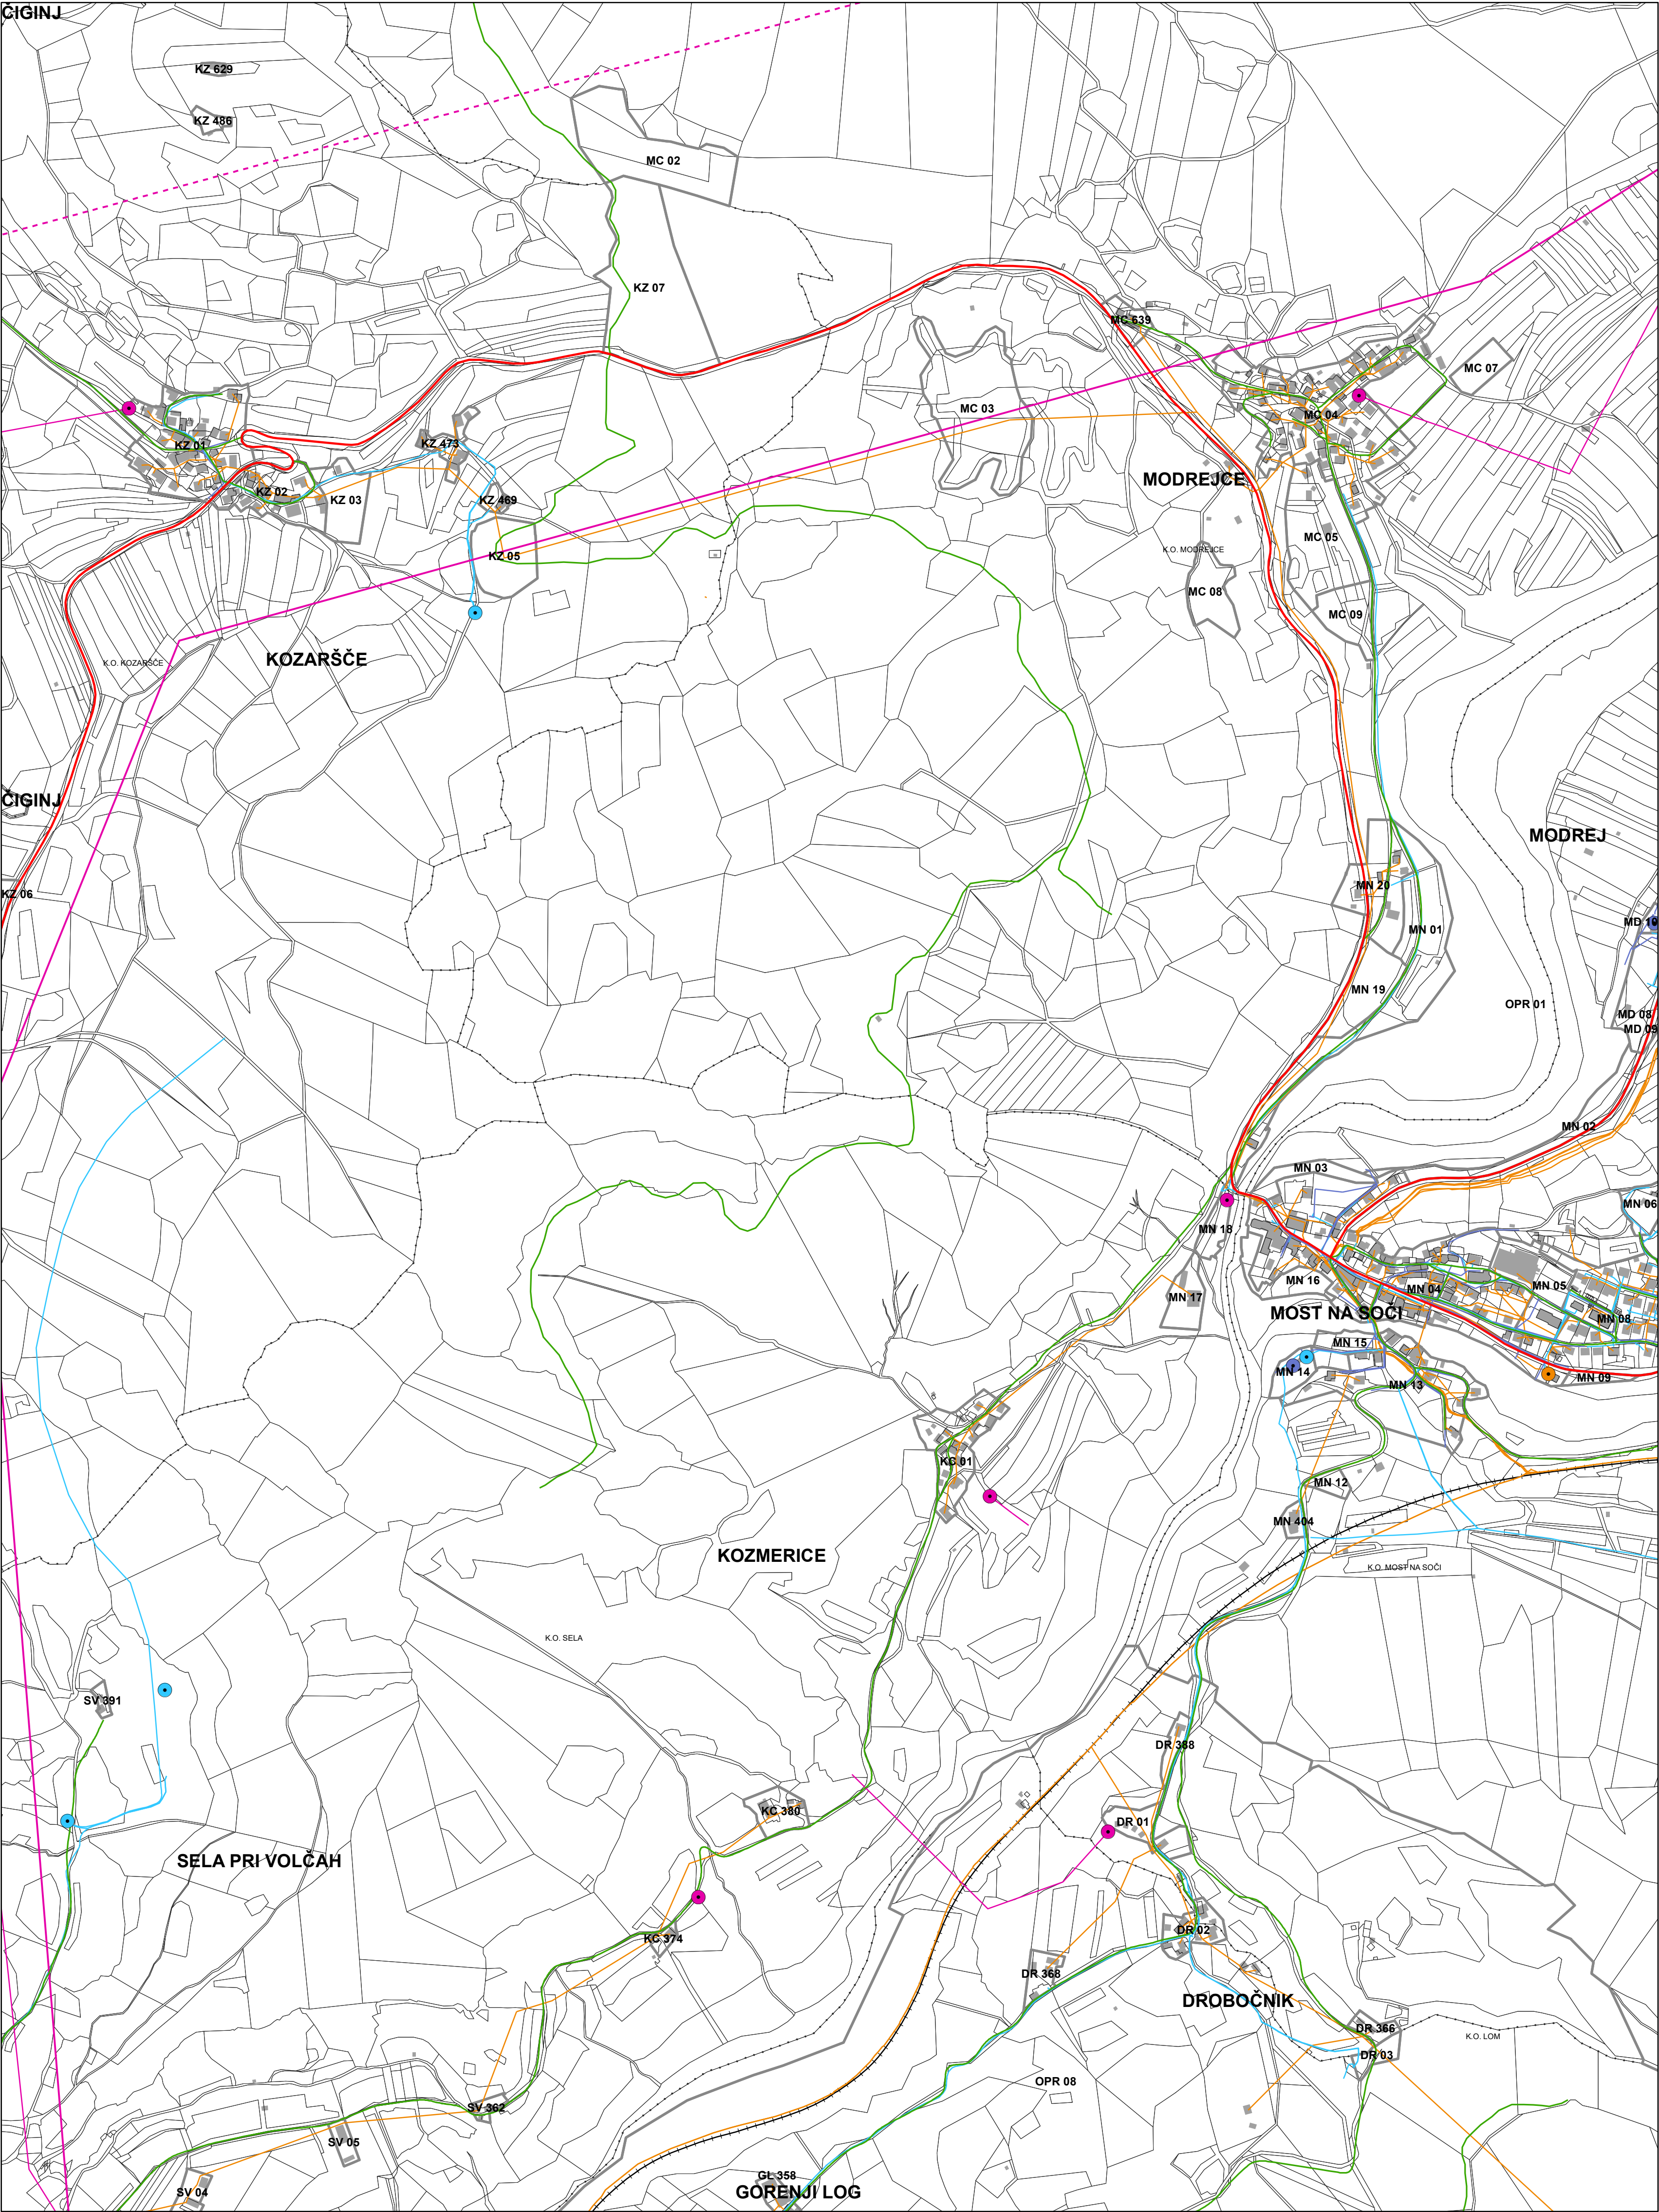 ČIGINJ
KZ 629
KZ 486
MC 02
KZ 07
MC 639
MC 07
MC 03
MC 04
KZ 01
KZ 473
MODREJCE
KZ 02
KZ 03
KZ 469
MC 05
K.O. MODREJCE
KZ 05
MC 08
MC 09
KOZARŠČE
K.O. KOZARŠČE
ČIGINJ
MODREJ
MN 20
KZ 06
MD 10
MN 01
MN 19
OPR 01
MD 08
MD 09
MN 02
MN 03
MN 06
MN 18
MN 16
MN 05
MN 04
MN 17
MOST NA SOČI
MN 08
MN 15
MN 14
MN 09
MN 13
KC 01
MN 12
MN 404
KOZMERICE
K.O. MOST NA SOČI
K.O. SELA
SV 391
DR 388
KC 380
DR 01
SELA PRI VOLČAH
DR 02
KC 374
DR 368
DROBOČNIK
DR 366
K.O. LOM
DR 03
OPR 08
SV 362
SV 05
GL 358
SV 04
GORENJI LOG